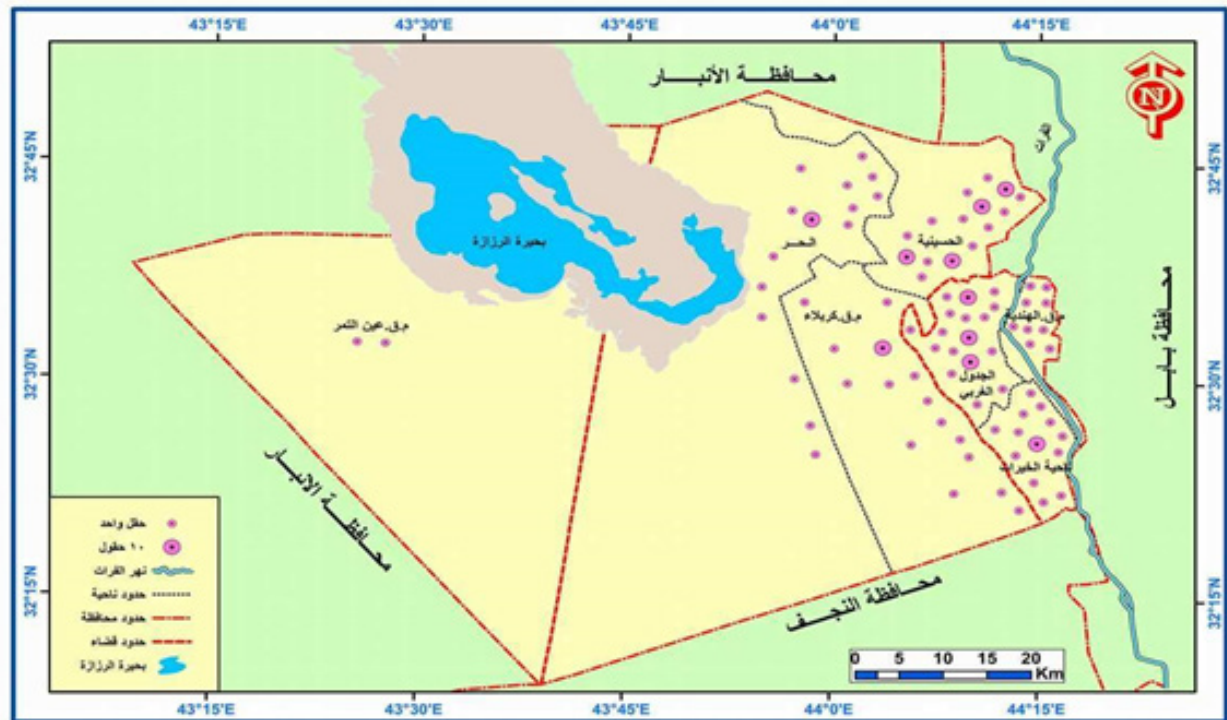 43°15'E 43°30'E 43°45'E 44°0'E 44°15'E
محافظة الأنبار
N
الفرات
32°45'N 32°45'N
الحسينية
الحر
بحيرة الرزازة
محافظة بابل
م.ق.كربلاء
م.ق.الهندية
م.ق.عين التمر
32°30'N 32°30'N
الجدول
الغربي
ناحية الخيرات
محافظة الانبار
حقل واحد
١٠ حقول
نهر الفرات
حدود ناحية
حدود محافظة
حدود قضاء
بحيرة الرزازة
32°15'N 32°15'N
محافظة النجف
0 5 10 15 20
Km
43°15'E 43°30'E 43°45'E 44°0'E 44°15'E